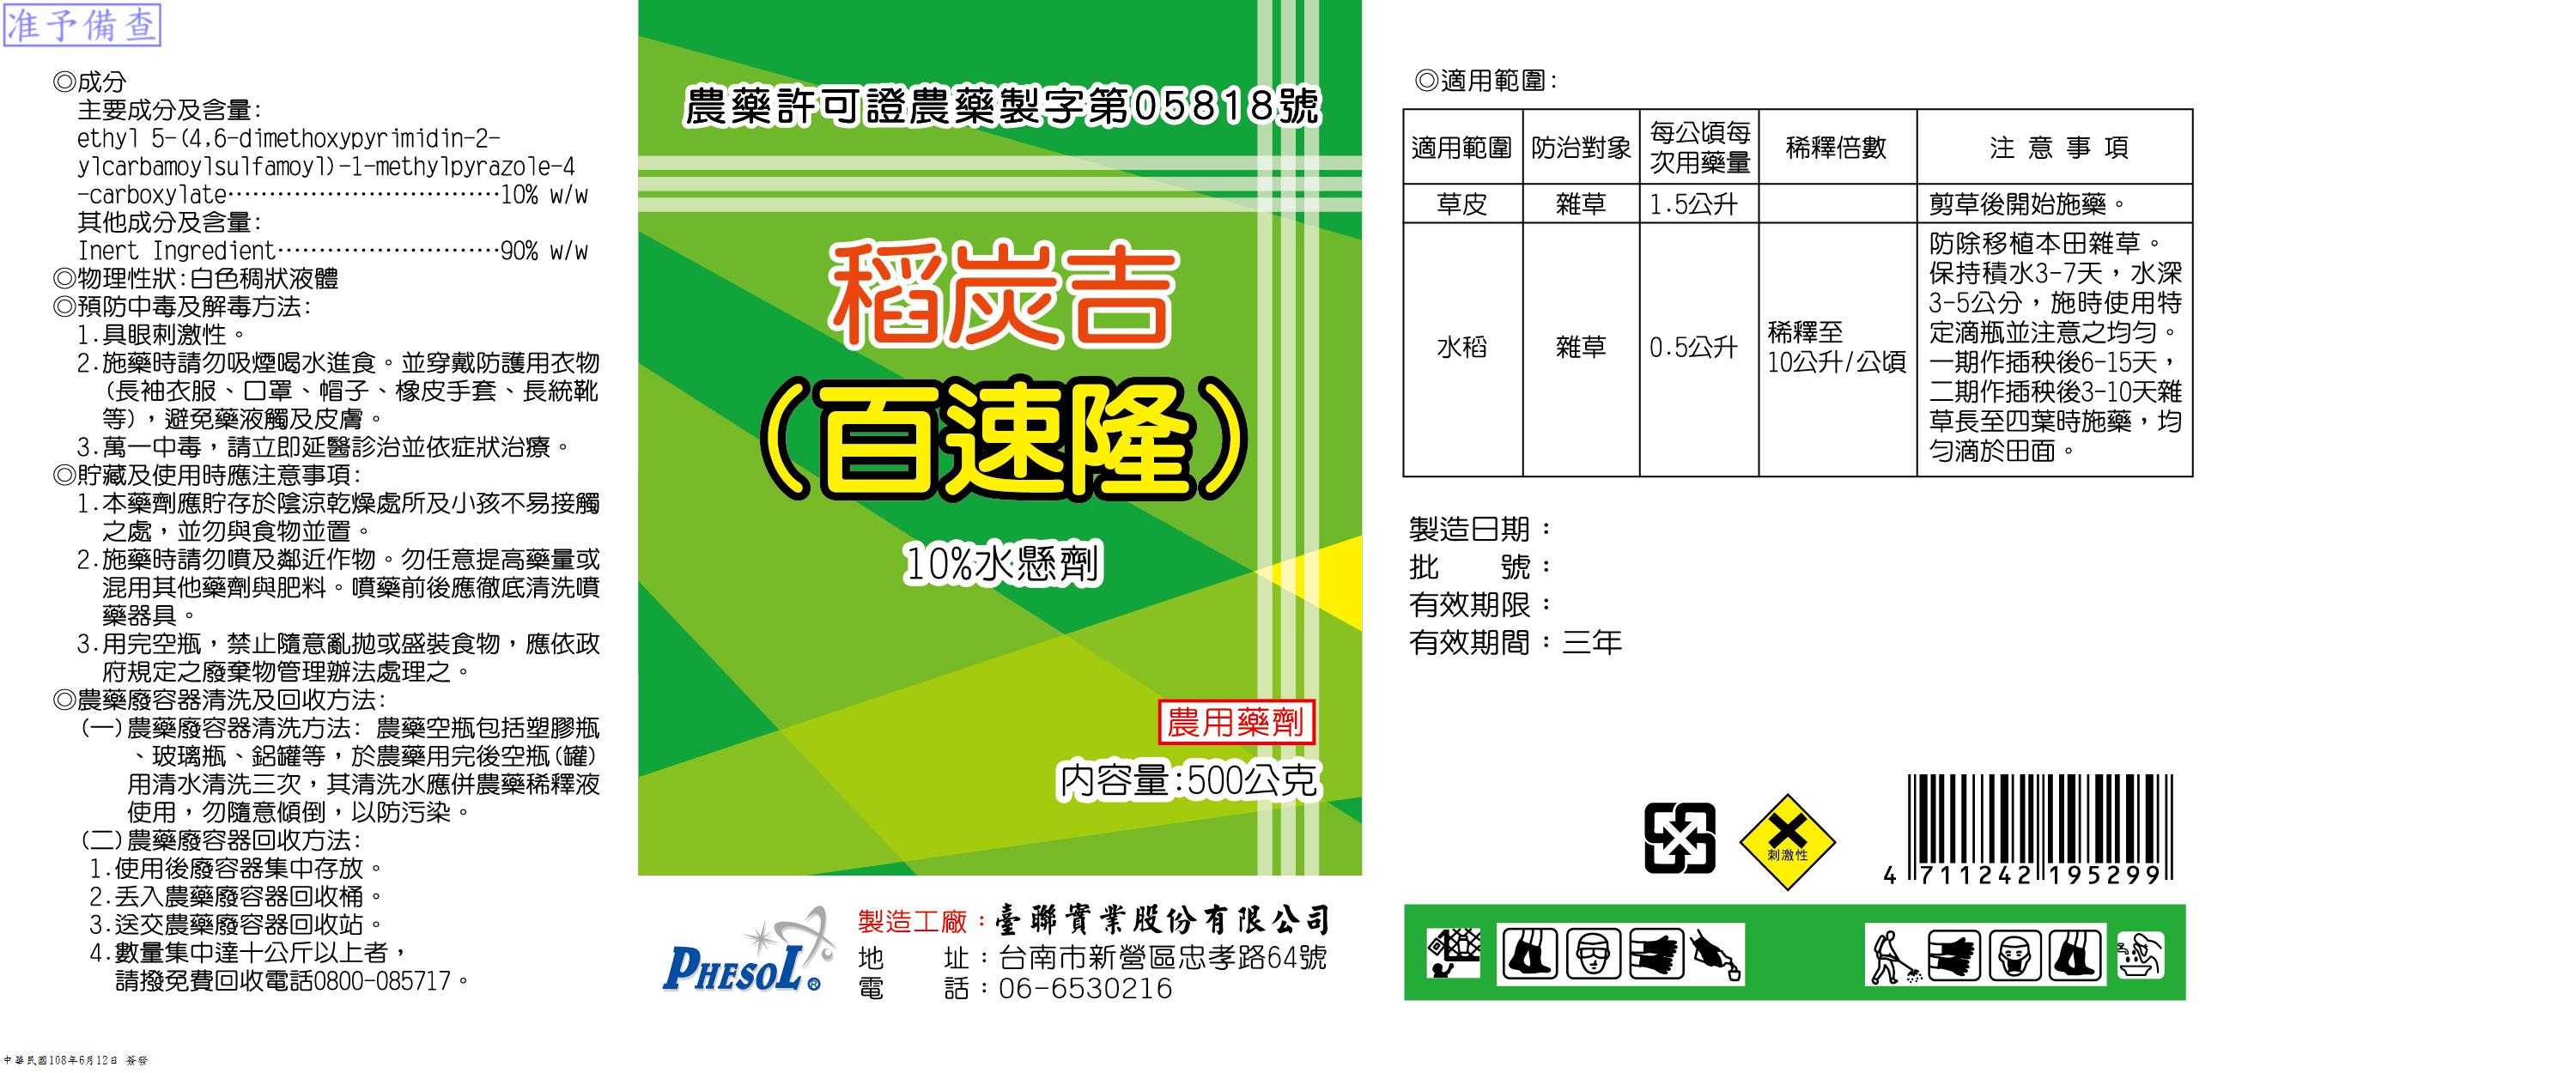 准予備查
◎成分
主要成分及含量:
ethyl 5-(4,6-dimethoxypyrimidin-2-
ylcarbamoylsulfamoyl)-1-methylpyrazole-4
-carboxylate………………………………10% w/w
其他成分及含量:
Inert Ingredient………………………90% w/w
◎物理性狀:白色稠狀液體
◎預防中毒及解毒方法:
1.具眼刺激性。
2.施藥時請勿吸煙喝水進食。並穿戴防護用衣物
(長袖衣服、口罩、帽子、橡皮手套、長統靴
等)，避免藥液觸及皮膚。
3.萬一中毒，請立即延醫診治並依症狀治療。
◎貯藏及使用時應注意事項:
1.本藥劑應貯存於陰涼乾燥處所及小孩不易接觸
之處，並勿與食物並置。
2.施藥時請勿噴及鄰近作物。勿任意提高藥量或
混用其他藥劑與肥料。噴藥前後應徹底清洗噴
藥器具。
3.用完空瓶，禁止隨意亂拋或盛裝食物，應依政
府規定之廢棄物管理辦法處理之。
◎農藥廢容器清洗及回收方法:
(一)農藥廢容器清洗方法: 農藥空瓶包括塑膠瓶
、玻璃瓶、鋁罐等，於農藥用完後空瓶(罐)
用清水清洗三次，其清洗水應併農藥稀釋液
使用，勿隨意傾倒，以防污染。
(二)農藥廢容器回收方法:
1.使用後廢容器集中存放。
2.丟入農藥廢容器回收桶。
3.送交農藥廢容器回收站。
4.數量集中達十公斤以上者，
請撥免費回收電話0800-085717。
中華民國108年6月12日 簽發
農藥許可證農藥製字第05818號
稻炭吉
(百速隆)
10%水懸劑
農用藥劑
內容量:500公克
PHESOL®
製造工廠：臺聯實業股份有限公司
地　　址：台南市新營區忠孝路64號
電　　話：06-6530216
◎適用範圍:
適用範圍 防治對象 每公頃每次用藥量 稀釋倍數 注意事項
草皮 雜草 1.5公升 剪草後開始施藥。
水稻 雜草 0.5公升 稀釋至
10公升/公頃
防除移植本田雜草。
保持積水3-7天，水深
3-5公分，施時使用特
定滴瓶並注意之均勻。
一期作插秧後6-15天，
二期作插秧後3-10天雜
草長至四葉時施藥，均
勻滴於田面。
製造日期：
批　　號：
有效期限：
有效期間：三年
刺激性
4 711242 195299